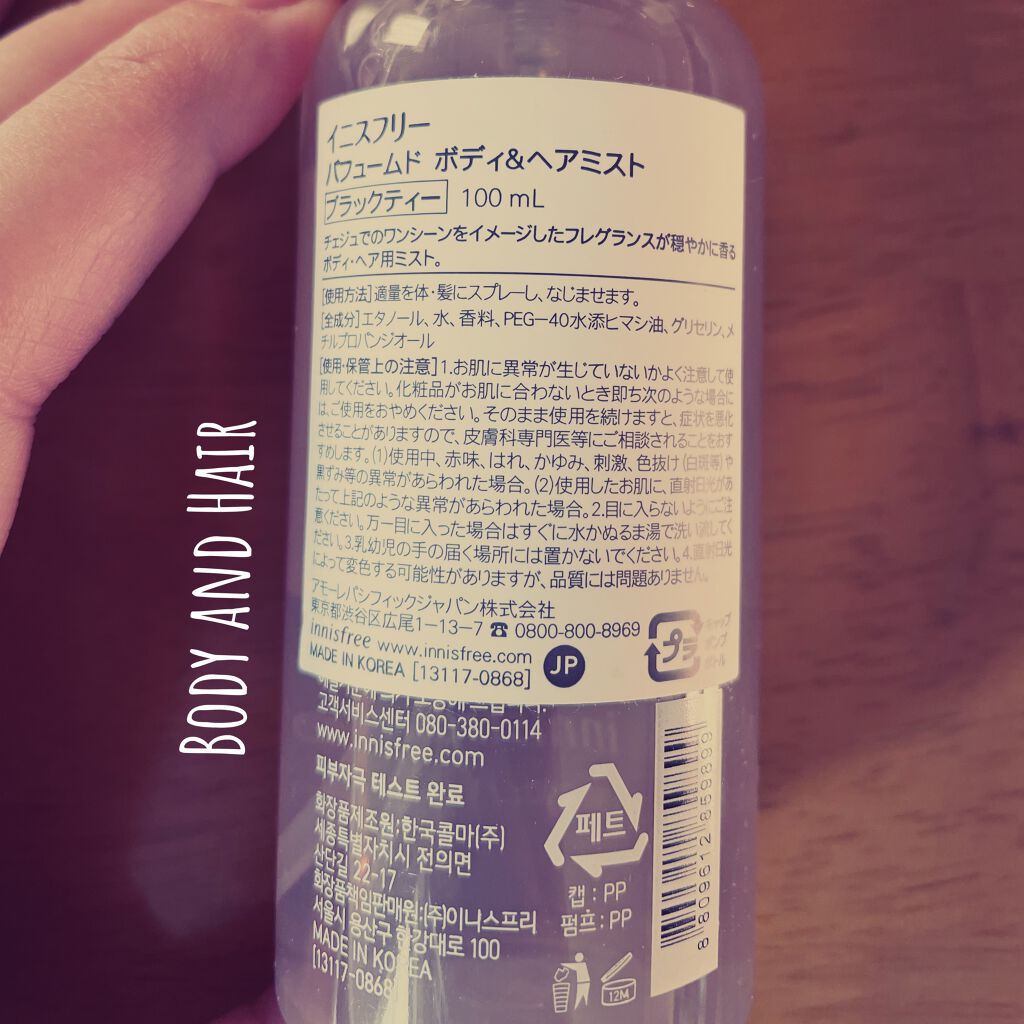 イニスフリー
パフュームド ボディ&ヘアミスト
ブラックティー 100 mL
チェジュでのワンシーンをイメージしたフレグランスが穏やかに香る
ボディ・ヘア用ミスト。
[使用方法]適量を体・髪にスプレーし、なじませます。
[全成分]エタノール、水、香料、PEG-40水添ヒマシ油、グリセリン、メ
チルプロパンジオール
[使用・保管上の注意]1.お肌に異常が生じていないかよく注意して使
用してください。化粧品がお肌に合わないとき即ち次のような場合に
は、ご使用をおやめください。そのまま使用を続けますと、症状を悪化
させることがありますので、皮膚科専門医等にご相談されることをおす
すめします。(1)使用中、赤味、はれ、かゆみ、刺激、色抜け(白斑等)や
黒ずみ等の異常があらわれた場合。(2)使用したお肌に、直射日光があ
たって上記のような異常があらわれた場合。2.目に入らないようにご注
意ください。万一目に入った場合はすぐに水かぬるま湯で洗い流してく
ださい。3.乳幼児の手の届く場所には置かないでください。4.直射日光
によって変色する可能性がありますが、品質には問題ありません。
アモーレパシフィックジャパン株式会社
東京都渋谷区広尾1-13-7 ☎ 0800-800-8969
innisfree www.innisfree.com
MADE IN KOREA [13117-0868]
JP
プラ
キャップ
ポンプ
ボトル
BODY AND HAIR
고객서비스센터 080-380-0114
www.innisfree.com
피부자극 테스트 완료
화장품제조원:한국콜마(주)
세종특별자치시 전의면
산단길 22-17
화장품책임판매원:(주)이니스프리
서울시 용산구 한강대로 100
MADE IN KOREA
[13117-0868]
페트
캡 : PP
펌프 : PP
12M
8 809612 859899